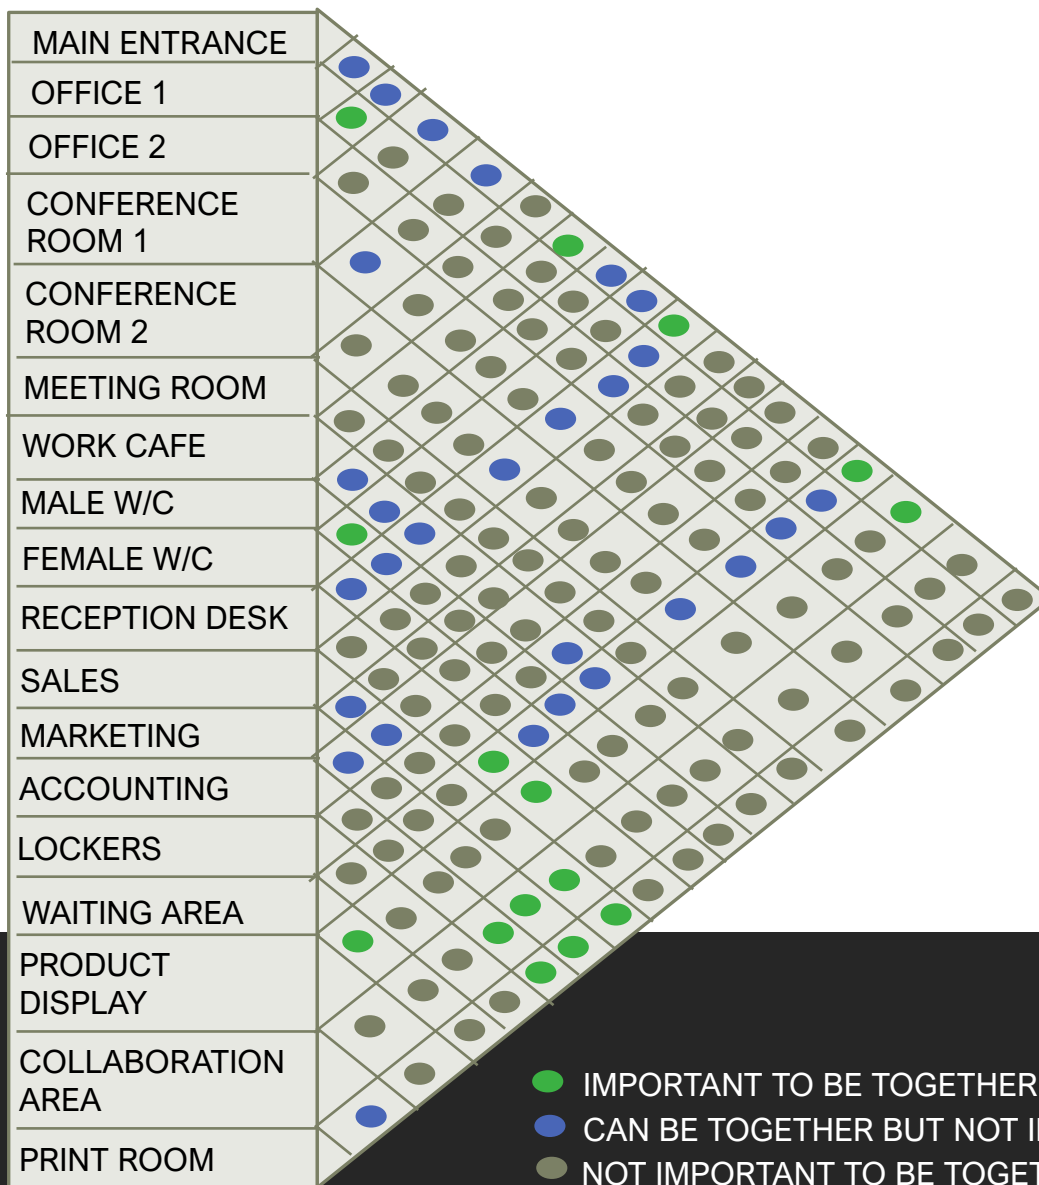 MAIN ENTRANCE
OFFICE 1
OFFICE 2
CONFERENCE
ROOM 1
CONFERENCE
ROOM 2
MEETING ROOM
WORK CAFE
MALE W/C
FEMALE W/C
RECEPTION DESK
SALES
MARKETING
ACCOUNTING
LOCKERS
WAITING AREA
PRODUCT
DISPLAY
COLLABORATION
AREA
PRINT ROOM
IMPORTANT TO BE TOGETHER
CAN BE TOGETHER BUT NOT
NOT IMPORTANT TO BE